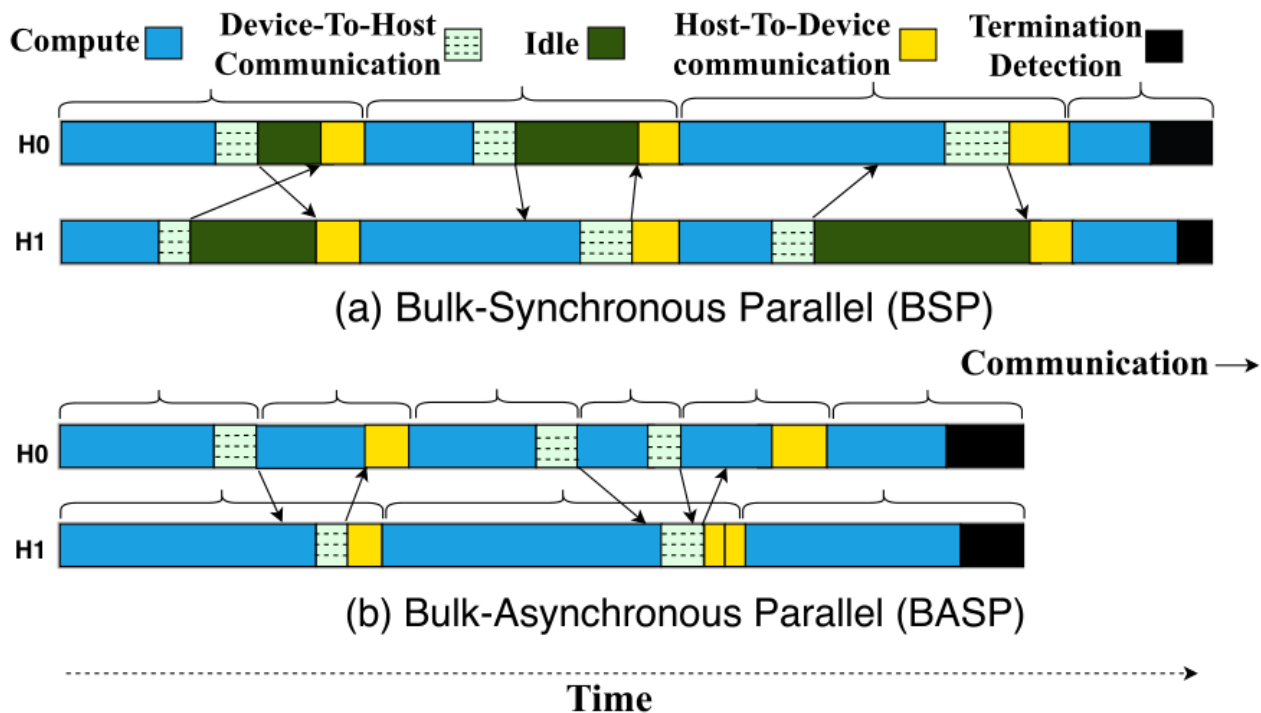 Compute
Device-To-Host
Communication
Idle
Host-To-Device
communication
Termination
Detection
H0
H1
(a) Bulk-Synchronous Parallel (BSP)
Communication
H0
H1
(b) Bulk-Asynchronous Parallel (BASP)
Time